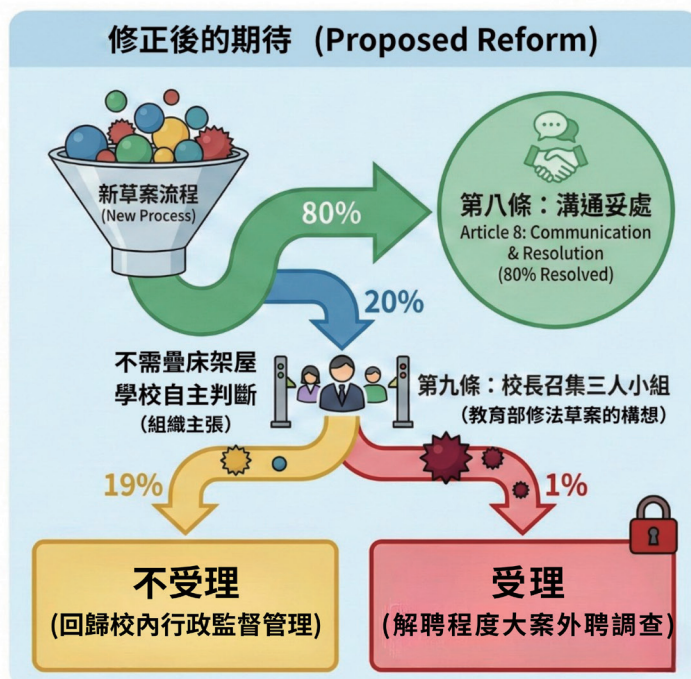 修正後的期待 (Proposed Reform)
新草案流程
(New Process)
80%
第八條：溝通妥處
Article 8: Communication
& Resolution
(80% Resolved)
20%
不需疊床架屋
學校自主判斷
(組織主張)
第九條：校長召集三人小組
(教育部修法草案的構想)
19%
1%
不受理
(回歸校內行政監督管理)
受理
(解聘程度大案外聘調查)